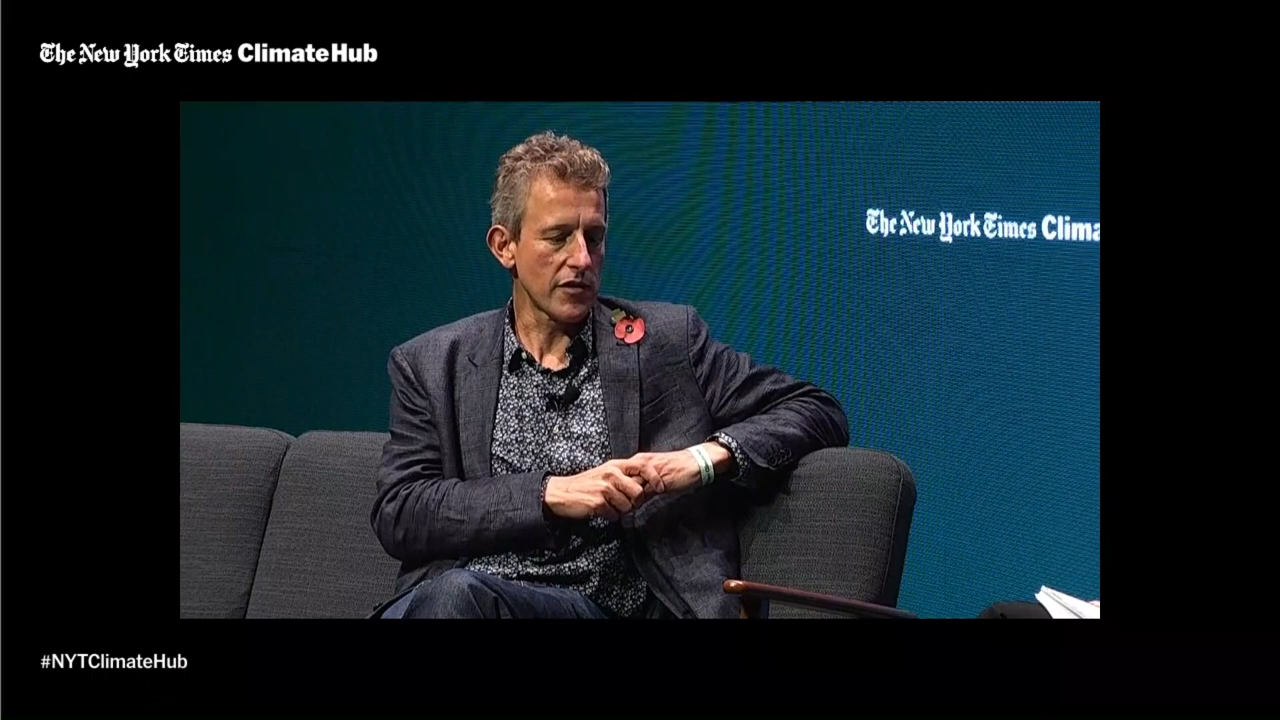 The New York Times Climate Hub
The New York Times Clima
#NYTClimateHub